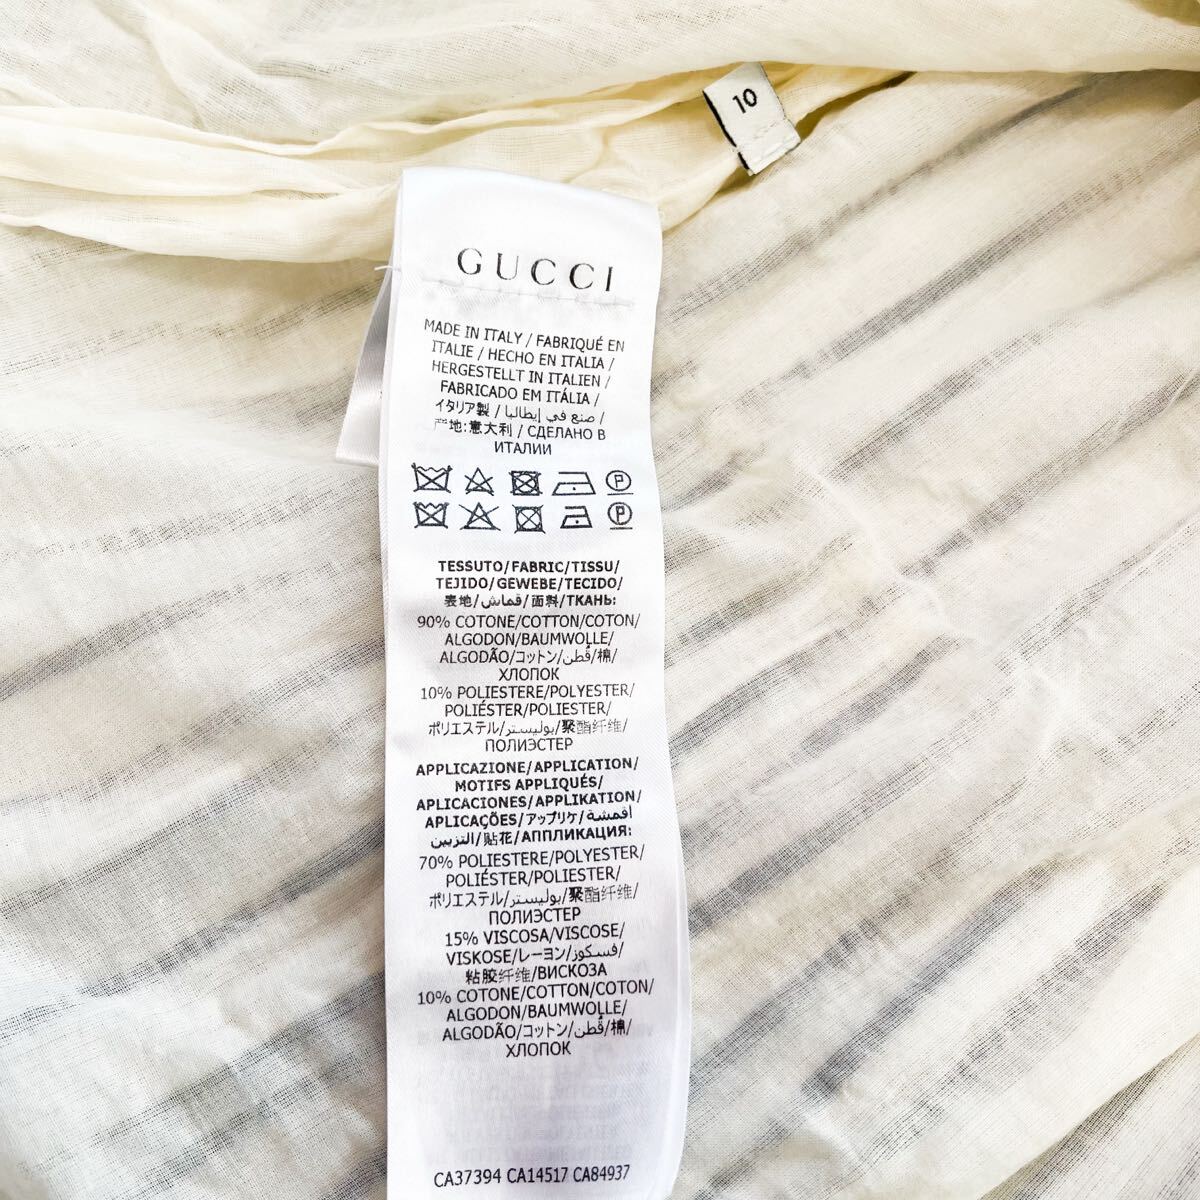 10
GUCCI
MADE IN ITALY / FABRIQUÉ EN
ITALIE / HECHO EN ITALIA /
HERGESTELLT IN ITALIEN /
FABRICADO EM ITÁLIA /
イタリア製 / صنع في إيطاليا /
产地:意大利 / СДЕЛАНО В
ИТАЛИИ
P
P
TESSUTO/FABRIC/TISSU/
TEJIDO/GEWEBE/TECIDO/
表地/قماش/面料/ТКАНЬ:
90% COTONE/COTTON/COTON/
ALGODON/BAUMWOLLE/
ALGODÃO/コットン/قُطن/棉/
ХЛОПОК
10% POLIESTERE/POLYESTER/
POLIÉSTER/POLIESTER/
ポリエステル/بوليستر/聚酯纤维/
ПОЛИЭСТЕР
APPLICAZIONE/APPLICATION/
MOTIFS APPLIQUÉS/
APLICACIONES/APPLIKATION/
APLICAÇÕES/アップリケ/أقمشة
التزيين/贴花/АППЛИКАЦИЯ:
70% POLIESTERE/POLYESTER/
POLIÉSTER/POLIESTER/
ポリエステル/بوليستر/聚酯纤维/
ПОЛИЭСТЕР
15% VISCOSA/VISCOSE/
VISKOSE/レーヨン/فسكوز/
粘胶纤维/ВИСКОЗА
10% COTONE/COTTON/COTON/
ALGODON/BAUMWOLLE/
ALGODÃO/コットン/قُطن/棉/
ХЛОПОК
CA37394 CA14517 CA84937